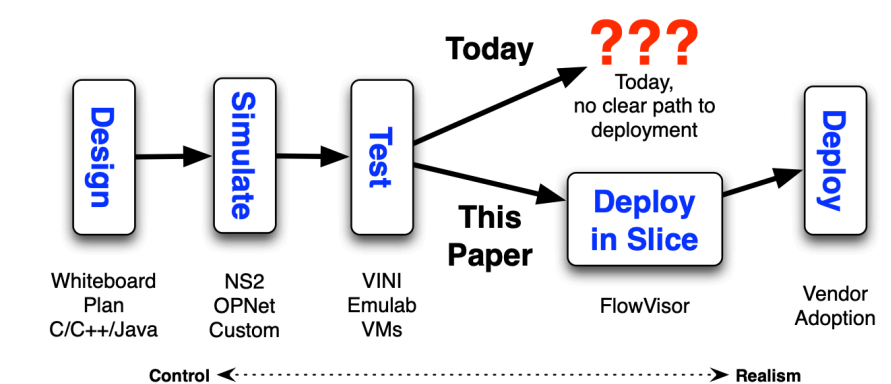 Design
Whiteboard
Plan
C/C++/Java
Simulate
NS2
OPNet
Custom
Test
VINI
Emulab
VMs
Today
???
Today,
no clear path to
deployment
This
Paper
Deploy
in Slice
FlowVisor
Deploy
Vendor
Adoption
Control
Realism